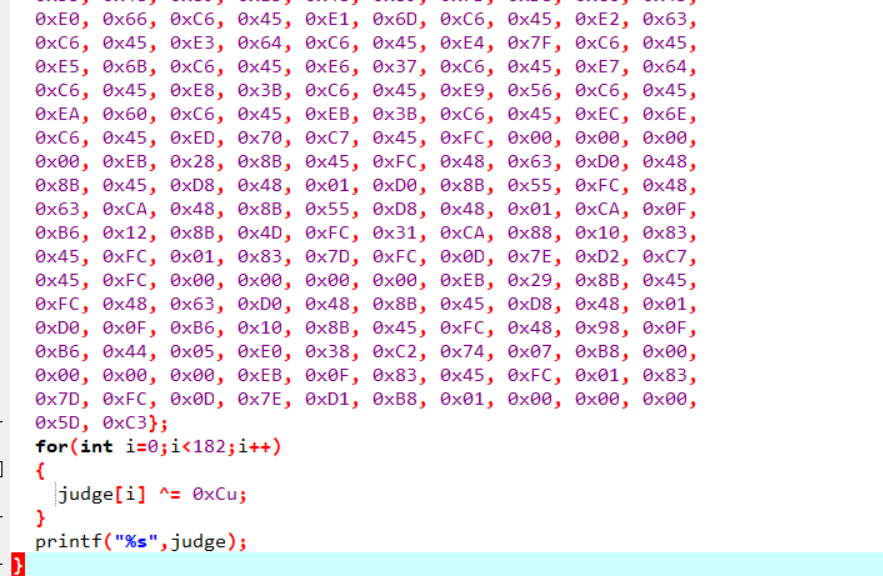 0xE0, 0x66, 0xC6, 0x45, 0xE1, 0x6D, 0xC6, 0x45, 0xE2, 0x63,
0xC6, 0x45, 0xE3, 0x64, 0xC6, 0x45, 0xE4, 0x7F, 0xC6, 0x45,
0xE5, 0x6B, 0xC6, 0x45, 0xE6, 0x37, 0xC6, 0x45, 0xE7, 0x64,
0xC6, 0x45, 0xE8, 0x3B, 0xC6, 0x45, 0xE9, 0x56, 0xC6, 0x45,
0xEA, 0x60, 0xC6, 0x45, 0xEB, 0x3B, 0xC6, 0x45, 0xEC, 0x6E,
0xC6, 0x45, 0xED, 0x70, 0xC7, 0x45, 0xFC, 0x00, 0x00, 0x00,
0x00, 0xEB, 0x28, 0x8B, 0x45, 0xFC, 0x48, 0x63, 0xD0, 0x48,
0x8B, 0x45, 0xD8, 0x48, 0x01, 0xD0, 0x8B, 0x55, 0xFC, 0x48,
0x63, 0xCA, 0x48, 0x8B, 0x55, 0xD8, 0x48, 0x01, 0xCA, 0x0F,
0xB6, 0x12, 0x8B, 0x4D, 0xFC, 0x31, 0xCA, 0x88, 0x10, 0x83,
0x45, 0xFC, 0x01, 0x83, 0x7D, 0xFC, 0x0D, 0x7E, 0xD2, 0xC7,
0x45, 0xFC, 0x00, 0x00, 0x00, 0x00, 0xEB, 0x29, 0x8B, 0x45,
0xFC, 0x48, 0x63, 0xD0, 0x48, 0x8B, 0x45, 0xD8, 0x48, 0x01,
0xD0, 0x0F, 0xB6, 0x10, 0x8B, 0x45, 0xFC, 0x48, 0x98, 0x0F,
0xB6, 0x44, 0x05, 0xE0, 0x38, 0xC2, 0x74, 0x07, 0xB8, 0x00,
0x00, 0x00, 0x00, 0xEB, 0x0F, 0x83, 0x45, 0xFC, 0x01, 0x83,
0x7D, 0xFC, 0x0D, 0x7E, 0xD1, 0xB8, 0x01, 0x00, 0x00, 0x00,
0x5D, 0xC3};
for(int i=0;i<182;i++)
{
judge[i] ^= 0xCu;
}
printf("%s",judge);
}